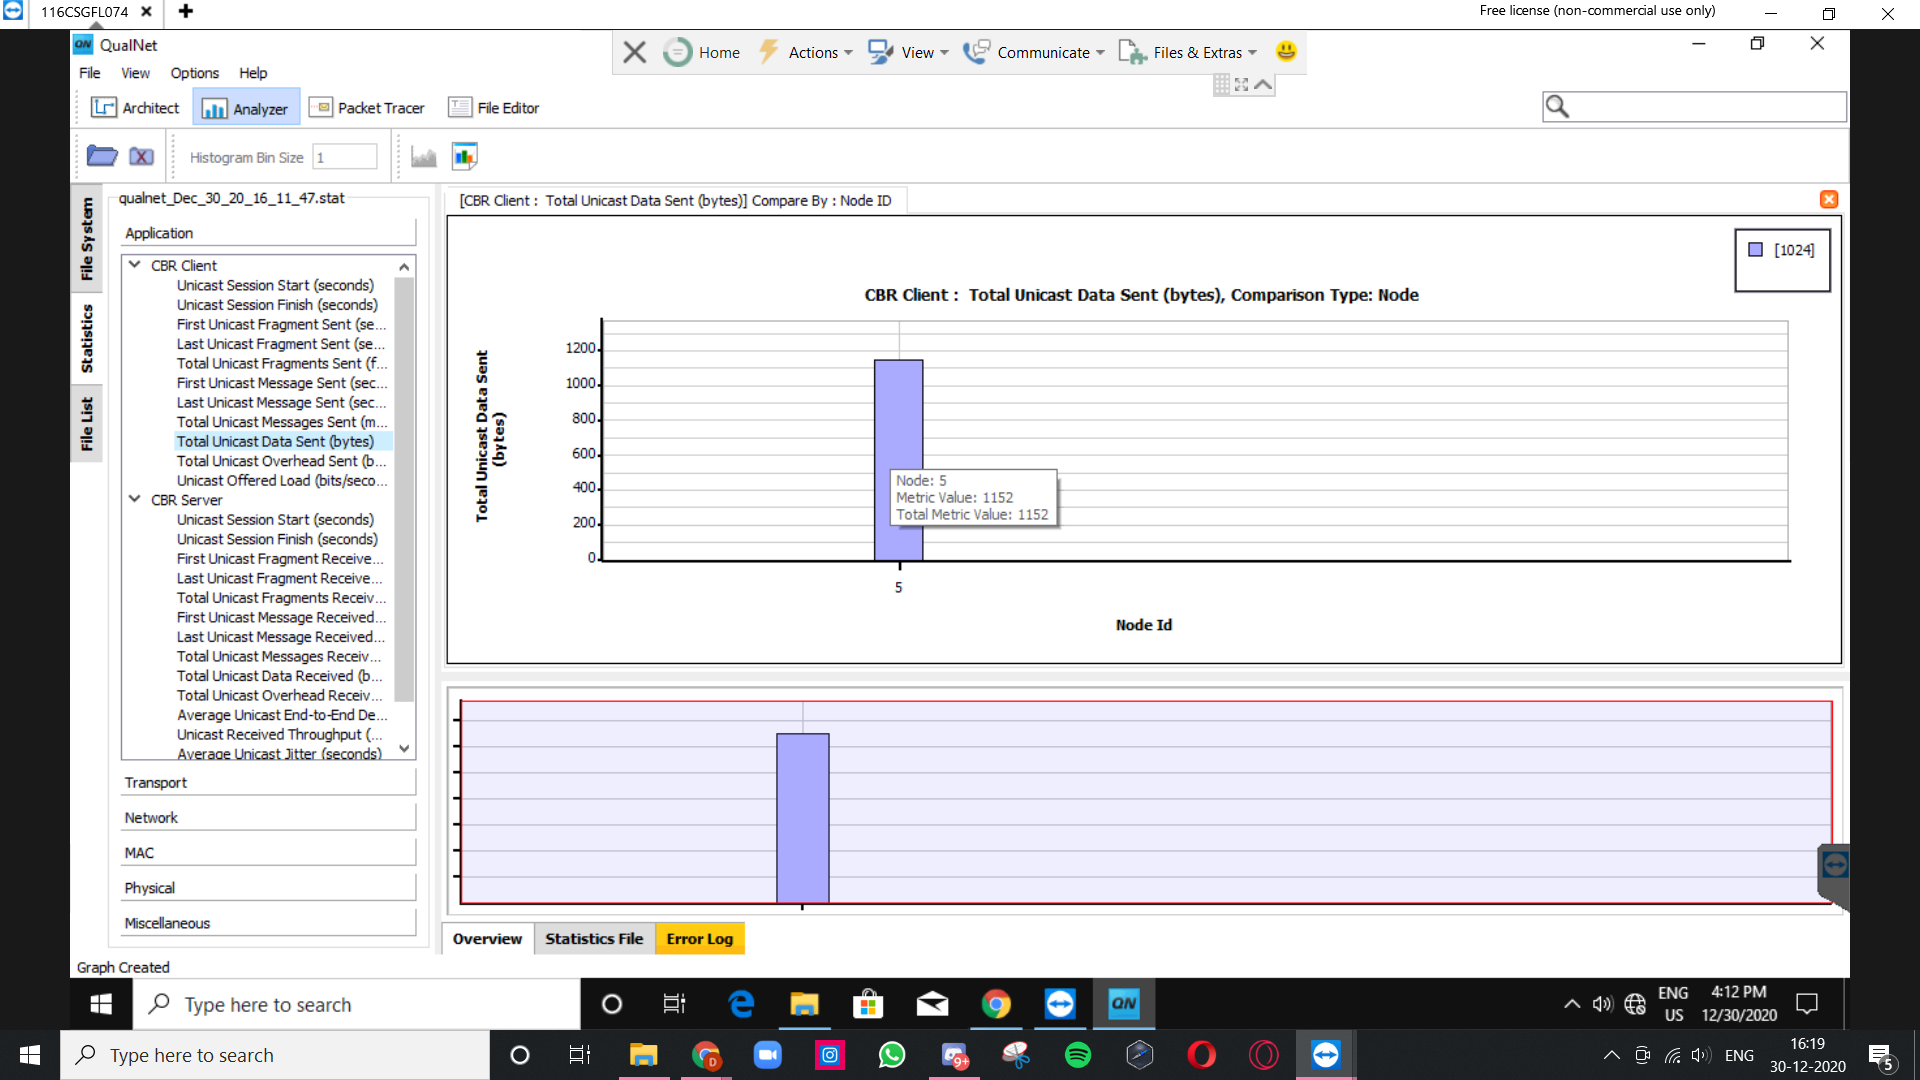 116CSGFL074
Free license (non-commercial use only)
QN QualNet
Home Actions View Communicate Files & Extras
File View Options Help
Architect Analyzer Packet Tracer File Editor
Histogram Bin Size 1
File System
Statistics
File List
qualnet_Dec_30_20_16_11_47.stat
Application
CBR Client
Unicast Session Start (seconds)
Unicast Session Finish (seconds)
First Unicast Fragment Sent (se...
Last Unicast Fragment Sent (se...
Total Unicast Fragments Sent (f...
First Unicast Message Sent (sec...
Last Unicast Message Sent (sec...
Total Unicast Messages Sent (m...
Total Unicast Data Sent (bytes)
Total Unicast Overhead Sent (b...
Unicast Offered Load (bits/seco...
CBR Server
Unicast Session Start (seconds)
Unicast Session Finish (seconds)
First Unicast Fragment Receive...
Last Unicast Fragment Receive...
Total Unicast Fragments Receiv...
First Unicast Message Received...
Last Unicast Message Received...
Total Unicast Messages Receiv...
Total Unicast Data Received (b...
Total Unicast Overhead Receiv...
Average Unicast End-to-End De...
Unicast Received Throughput (...
Average Unicast Jitter (seconds)
Transport
Network
MAC
Physical
Miscellaneous
[CBR Client : Total Unicast Data Sent (bytes)] Compare By : Node ID
[1024]
CBR Client : Total Unicast Data Sent (bytes), Comparison Type: Node
Total Unicast Data Sent
(bytes)
1200
1000
800
600
400
200
0
Node: 5
Metric Value: 1152
Total Metric Value: 1152
5
Node Id
Overview Statistics File Error Log
Graph Created
Type here to search
QN
ENG
US
4:12 PM
12/30/2020
Type here to search
D
9+
ENG
16:19
30-12-2020
5